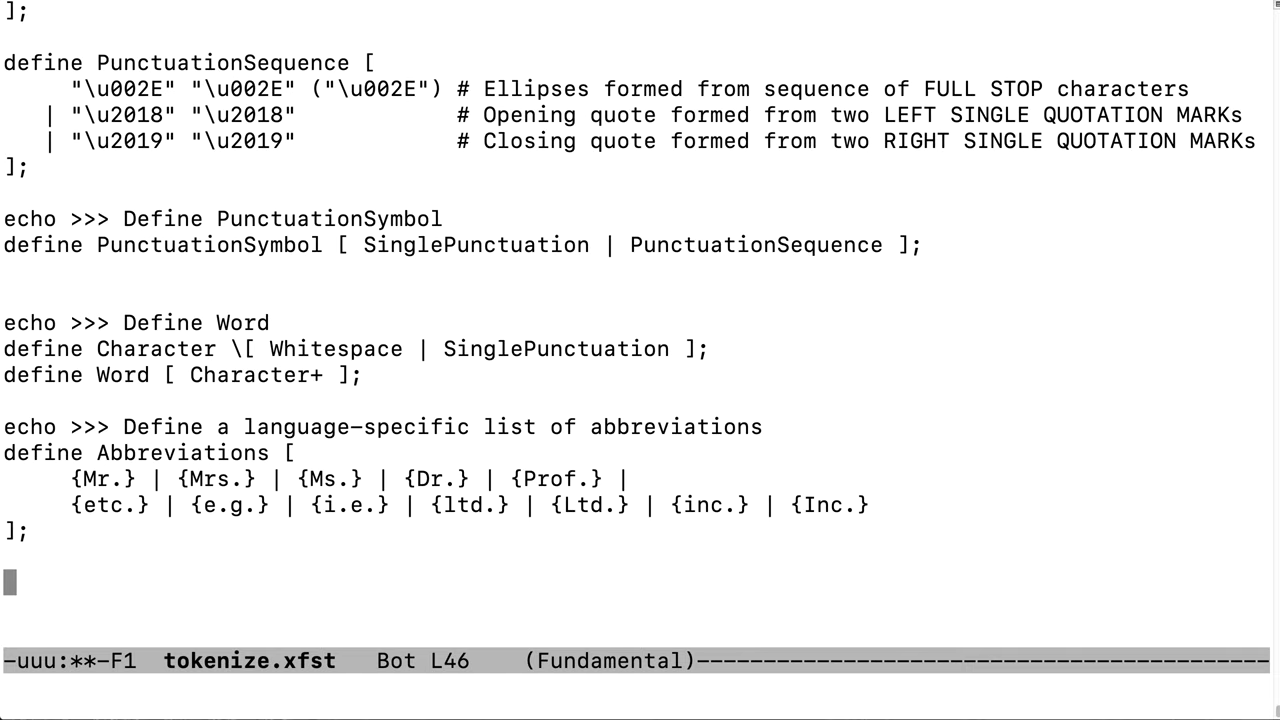 ];
define PunctuationSequence [
"\u002E" "\u002E" ("\u002E") # Ellipses formed from sequence of FULL STOP characters
| "\u2018" "\u2018" # Opening quote formed from two LEFT SINGLE QUOTATION MARKs
| "\u2019" "\u2019" # Closing quote formed from two RIGHT SINGLE QUOTATION MARKs
];
echo >>> Define PunctuationSymbol
define PunctuationSymbol [ SinglePunctuation | PunctuationSequence ];
echo >>> Define Word
define Character \[ Whitespace | SinglePunctuation ];
define Word [ Character+ ];
echo >>> Define a language-specific list of abbreviations
define Abbreviations [
{Mr.} | {Mrs.} | {Ms.} | {Dr.} | {Prof.} |
{etc.} | {e.g.} | {i.e.} | {ltd.} | {Ltd.} | {inc.} | {Inc.}
];
-uuu:**-F1 tokenize.xfst Bot L46 (Fundamental)-------------------------------------------